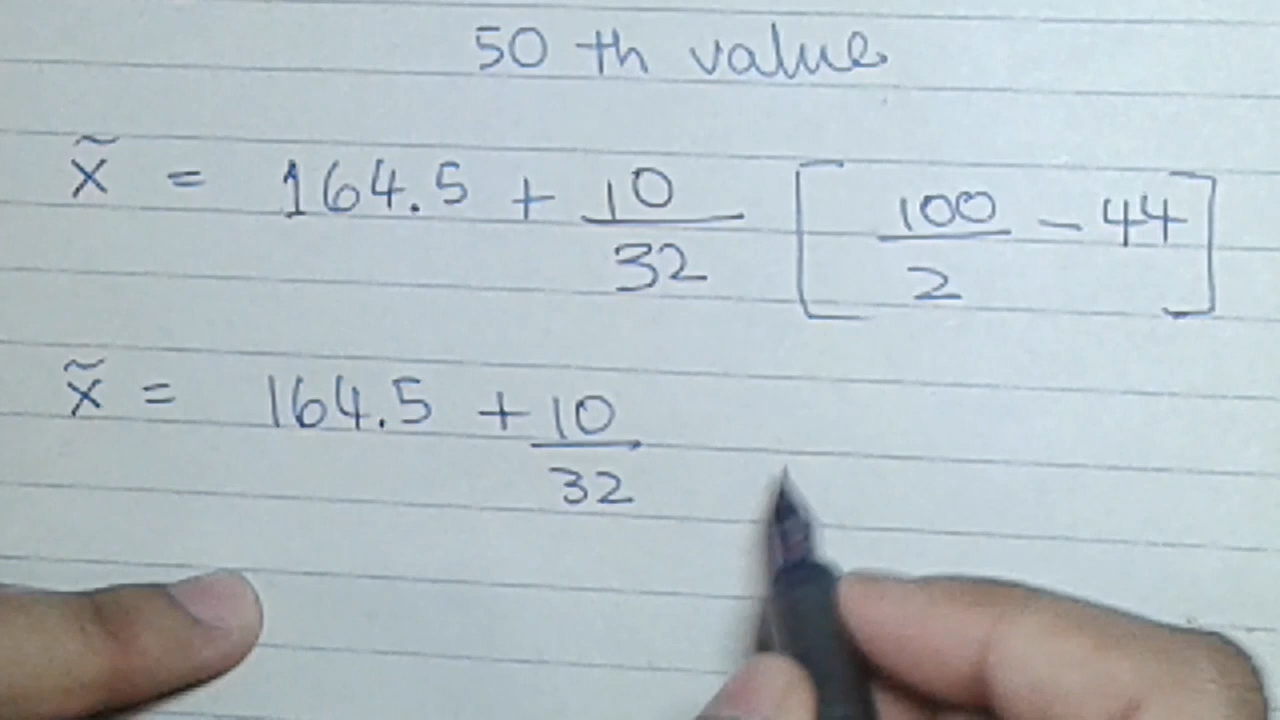 50 th value
x̃ = 164.5 + 10/32 [ 100/2 - 44 ]
x̃ = 164.5 + 10/32